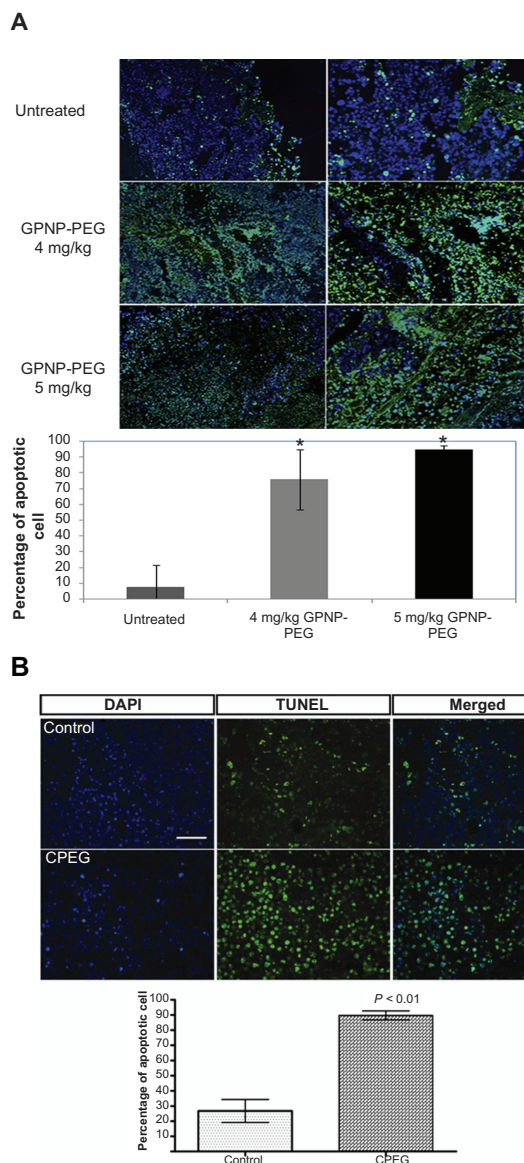 A
Untreated
GPNP-PEG
4 mg/kg
GPNP-PEG
5 mg/kg
Percentage of apoptotic
cell
100
90
80
70
60
50
40
30
20
10
0
*
*
Untreated
4 mg/kg GPNP-
PEG
5 mg/kg GPNP-
PEG
B
DAPI
TUNEL
Merged
Control
CPEG
Percentage of apoptotic cell
100
90
80
70
60
50
40
30
20
10
P < 0.01
Control
CPEG